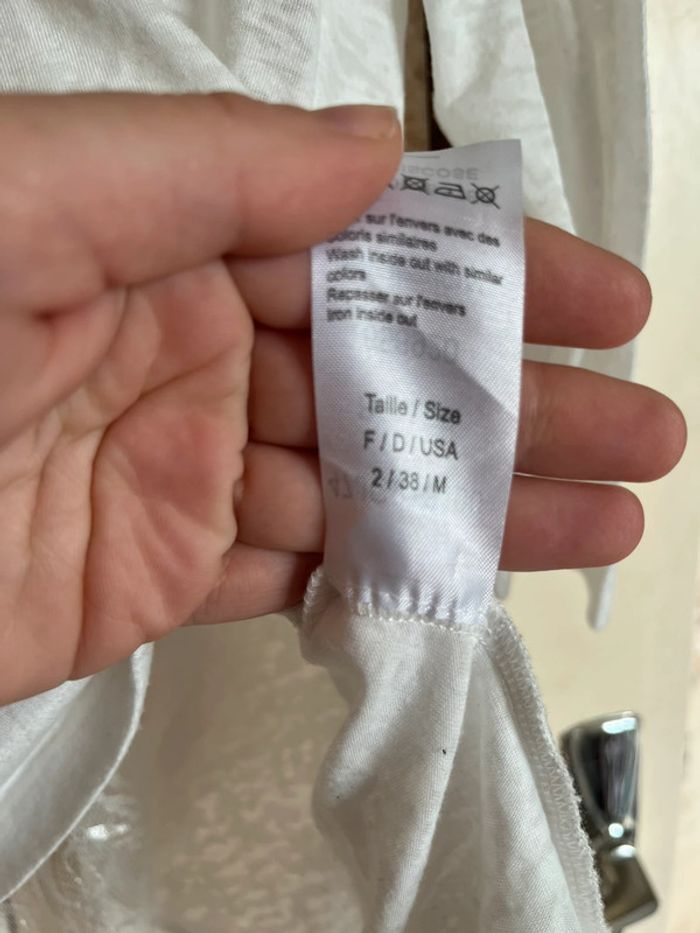 sur l'envers avec des
coloris similaires
Wash inside out with similar
colors
Repasser sur l'envers
Iron inside out
Taille / Size
F / D / USA
2 / 38 / M